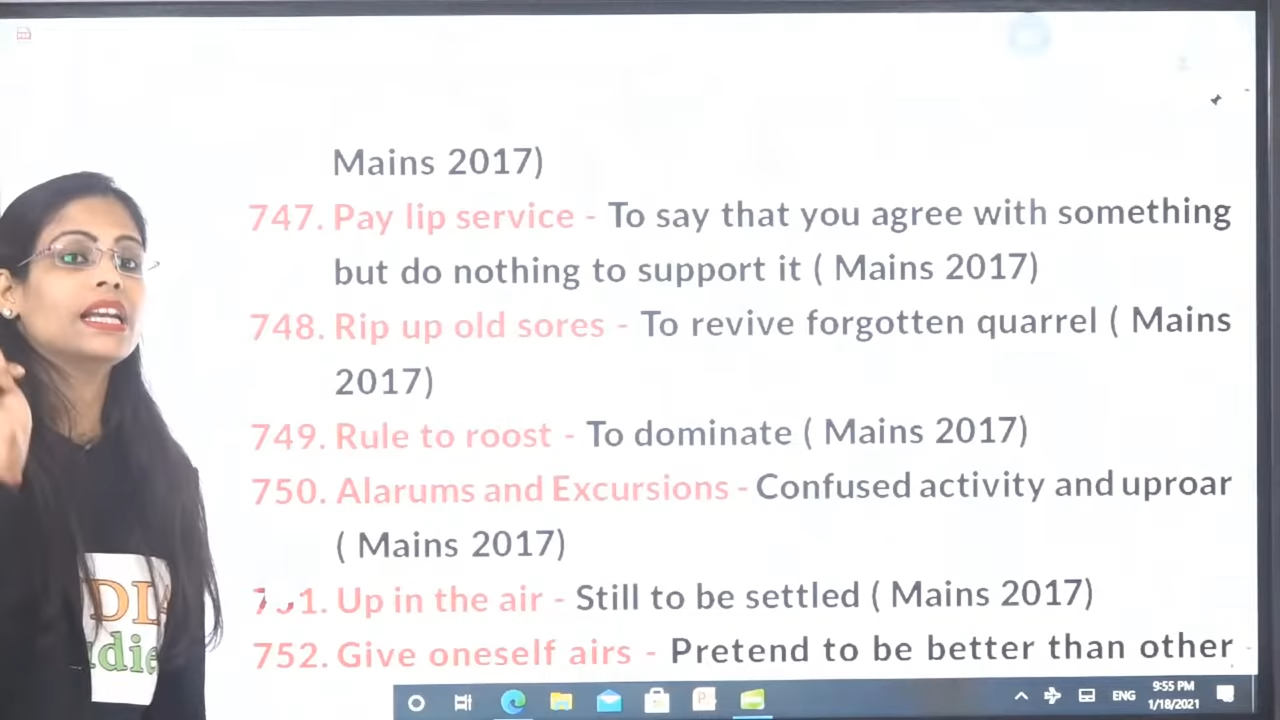 Mains 2017)
747. Pay lip service - To say that you agree with something
but do nothing to support it ( Mains 2017)
748. Rip up old sores - To revive forgotten quarrel ( Mains
2017)
749. Rule to roost - To dominate ( Mains 2017)
750. Alarums and Excursions - Confused activity and uproar
( Mains 2017)
751. Up in the air - Still to be settled ( Mains 2017)
752. Give oneself airs - Pretend to be better than other
ENG
9:55 PM
1/18/2021